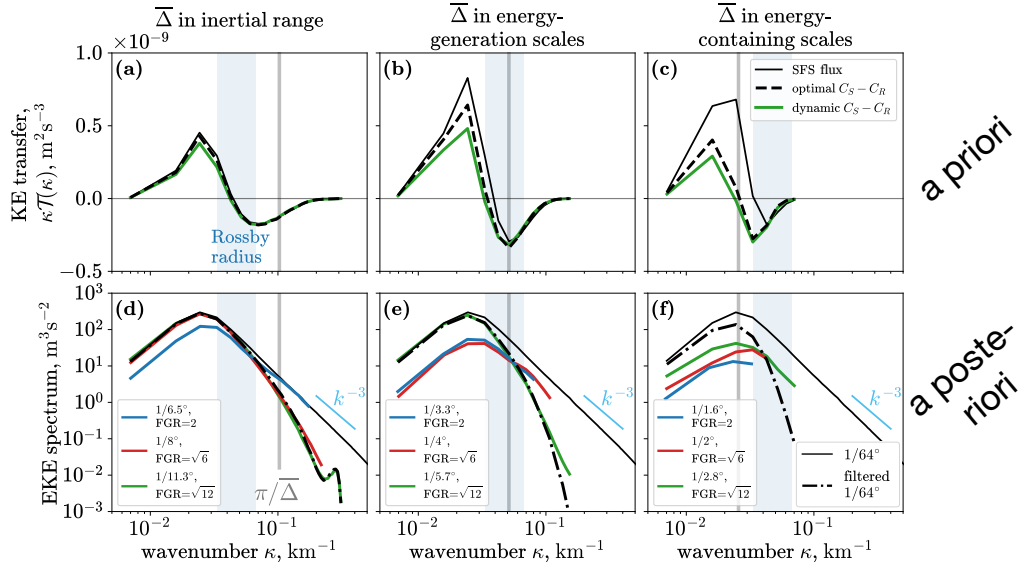 Δ̅ in inertial range
Δ̅ in energy-
generation scales
Δ̅ in energy-
containing scales
×10⁻⁹
(a)
(b)
(c)
SFS flux
optimal C_S − C_R
dynamic C_S − C_R
1.0
0.5
0.0
−0.5
KE transfer,
κT(κ), m²s⁻³
Rossby
radius
a priori
(d)
(e)
(f)
10³
10²
10¹
10⁰
10⁻¹
10⁻²
10⁻³
EKE spectrum, m³s⁻²
k⁻³
k⁻³
k⁻³
1/6.5°,
FGR=2
1/8°,
FGR=√6
1/11.3°,
FGR=√12
π/Δ̅
1/3.3°,
FGR=2
1/4°,
FGR=√6
1/5.7°,
FGR=√12
1/1.6°,
FGR=2
1/2°,
FGR=√6
1/2.8°,
FGR=√12
1/64°
filtered
1/64°
a poste-
riori
10⁻²
10⁻¹
10⁻²
10⁻¹
10⁻²
10⁻¹
wavenumber κ, km⁻¹
wavenumber κ, km⁻¹
wavenumber κ, km⁻¹